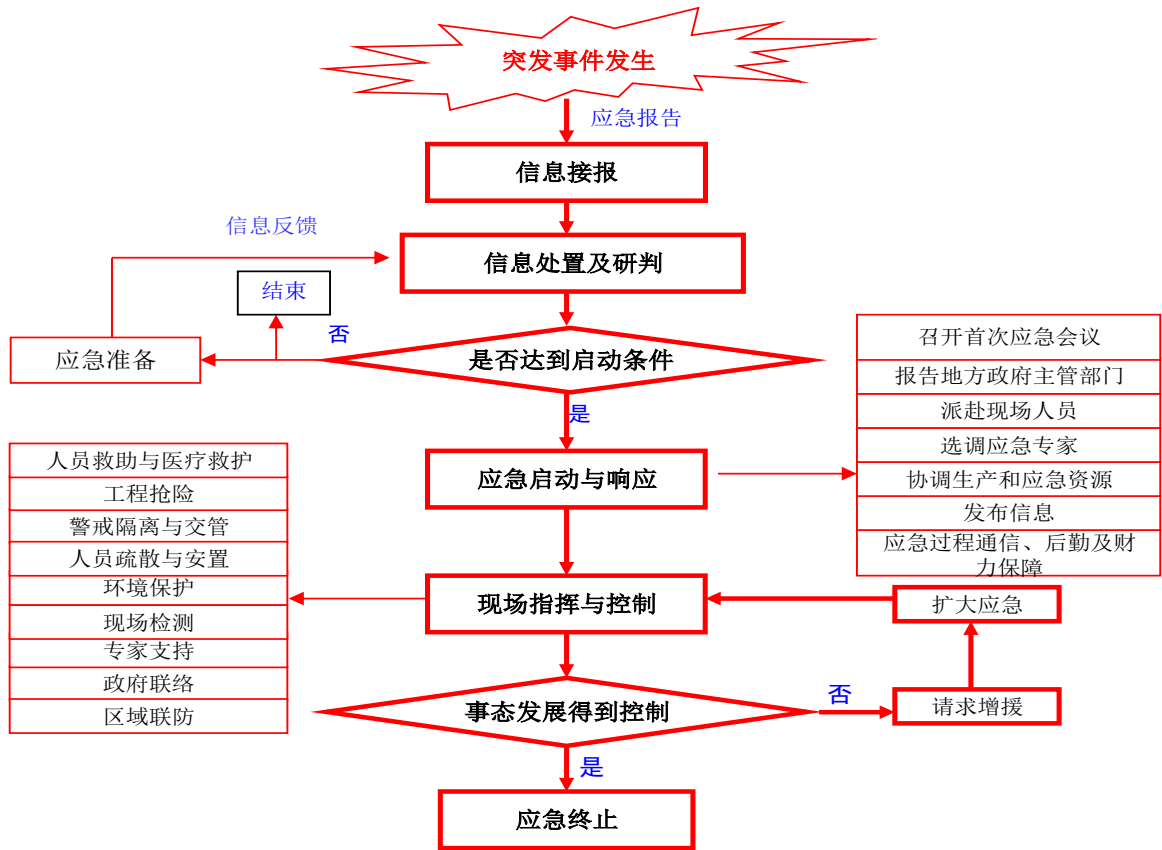 突发事件发生
应急报告
信息接报
信息反馈
信息处置及研判
结束
否
应急准备
是否达到启动条件
是
召开首次应急会议
报告地方政府主管部门
派赴现场人员
选调应急专家
协调生产和应急资源
发布信息
应急过程通信、后勤及财
力保障
应急启动与响应
人员救助与医疗救护
工程抢险
警戒隔离与交管
人员疏散与安置
环境保护
现场检测
专家支持
政府联络
区域联防
现场指挥与控制
扩大应急
事态发展得到控制
否
请求增援
是
应急终止